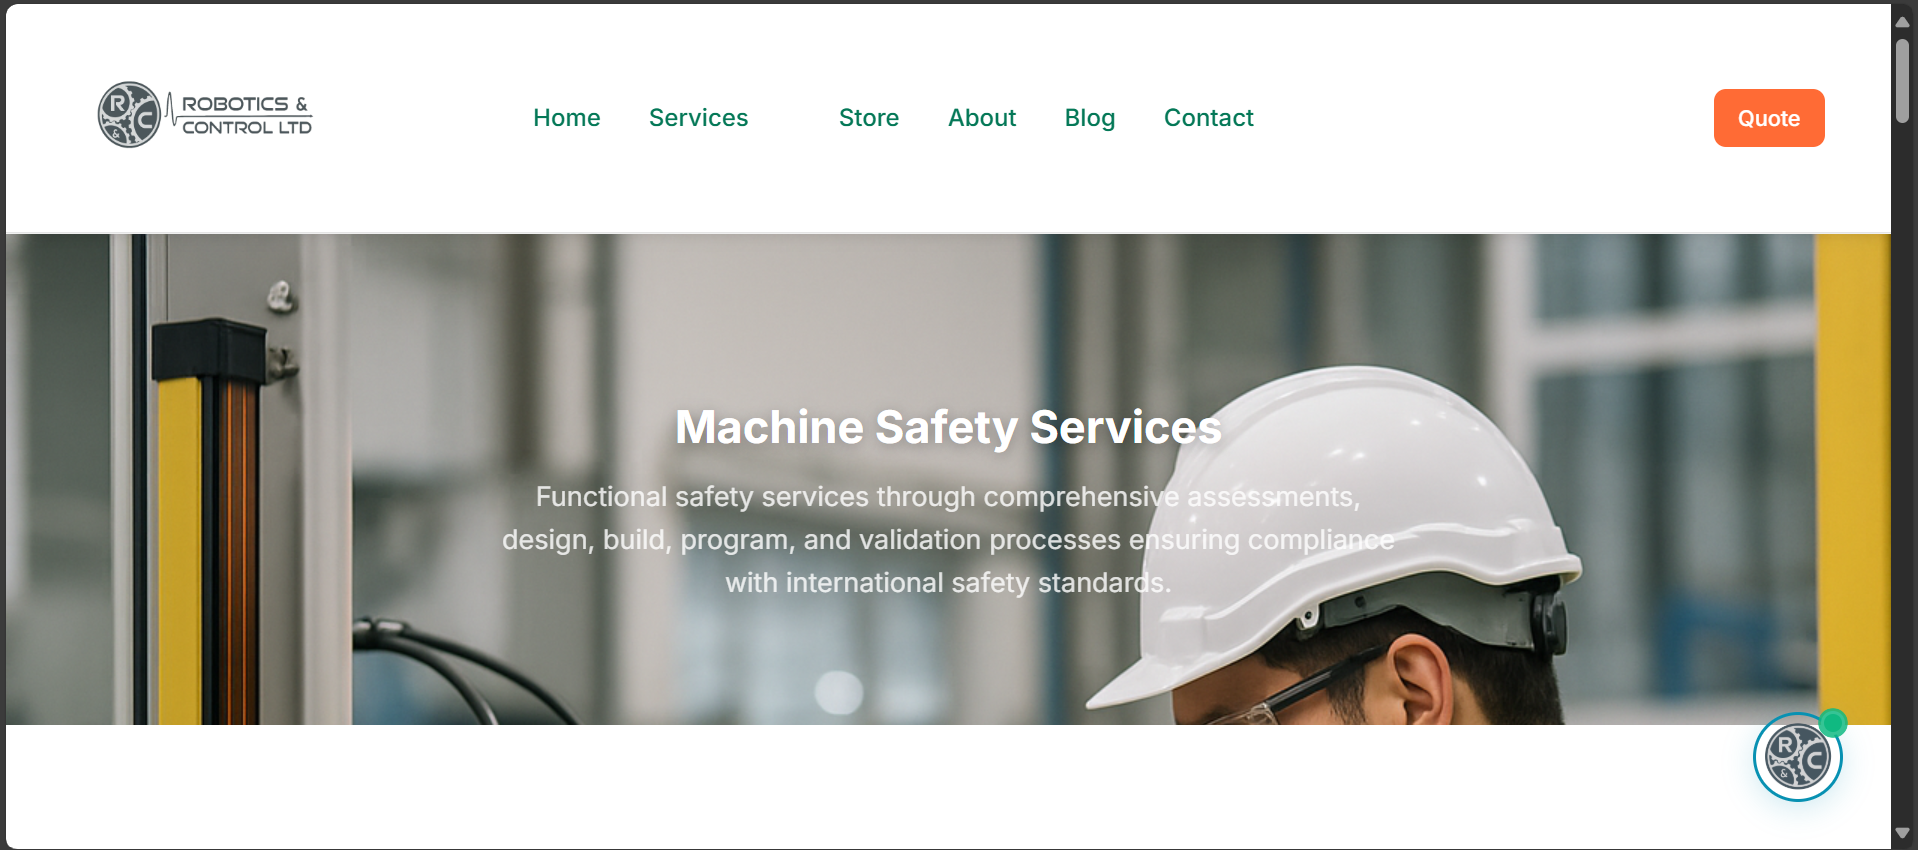 R & C
ROBOTICS &
CONTROL LTD
Home
Services
Store
About
Blog
Contact
Quote
Machine Safety Services
Functional safety services through comprehensive assessments,
design, build, program, and validation processes ensuring compliance
with international safety standards.
R & C